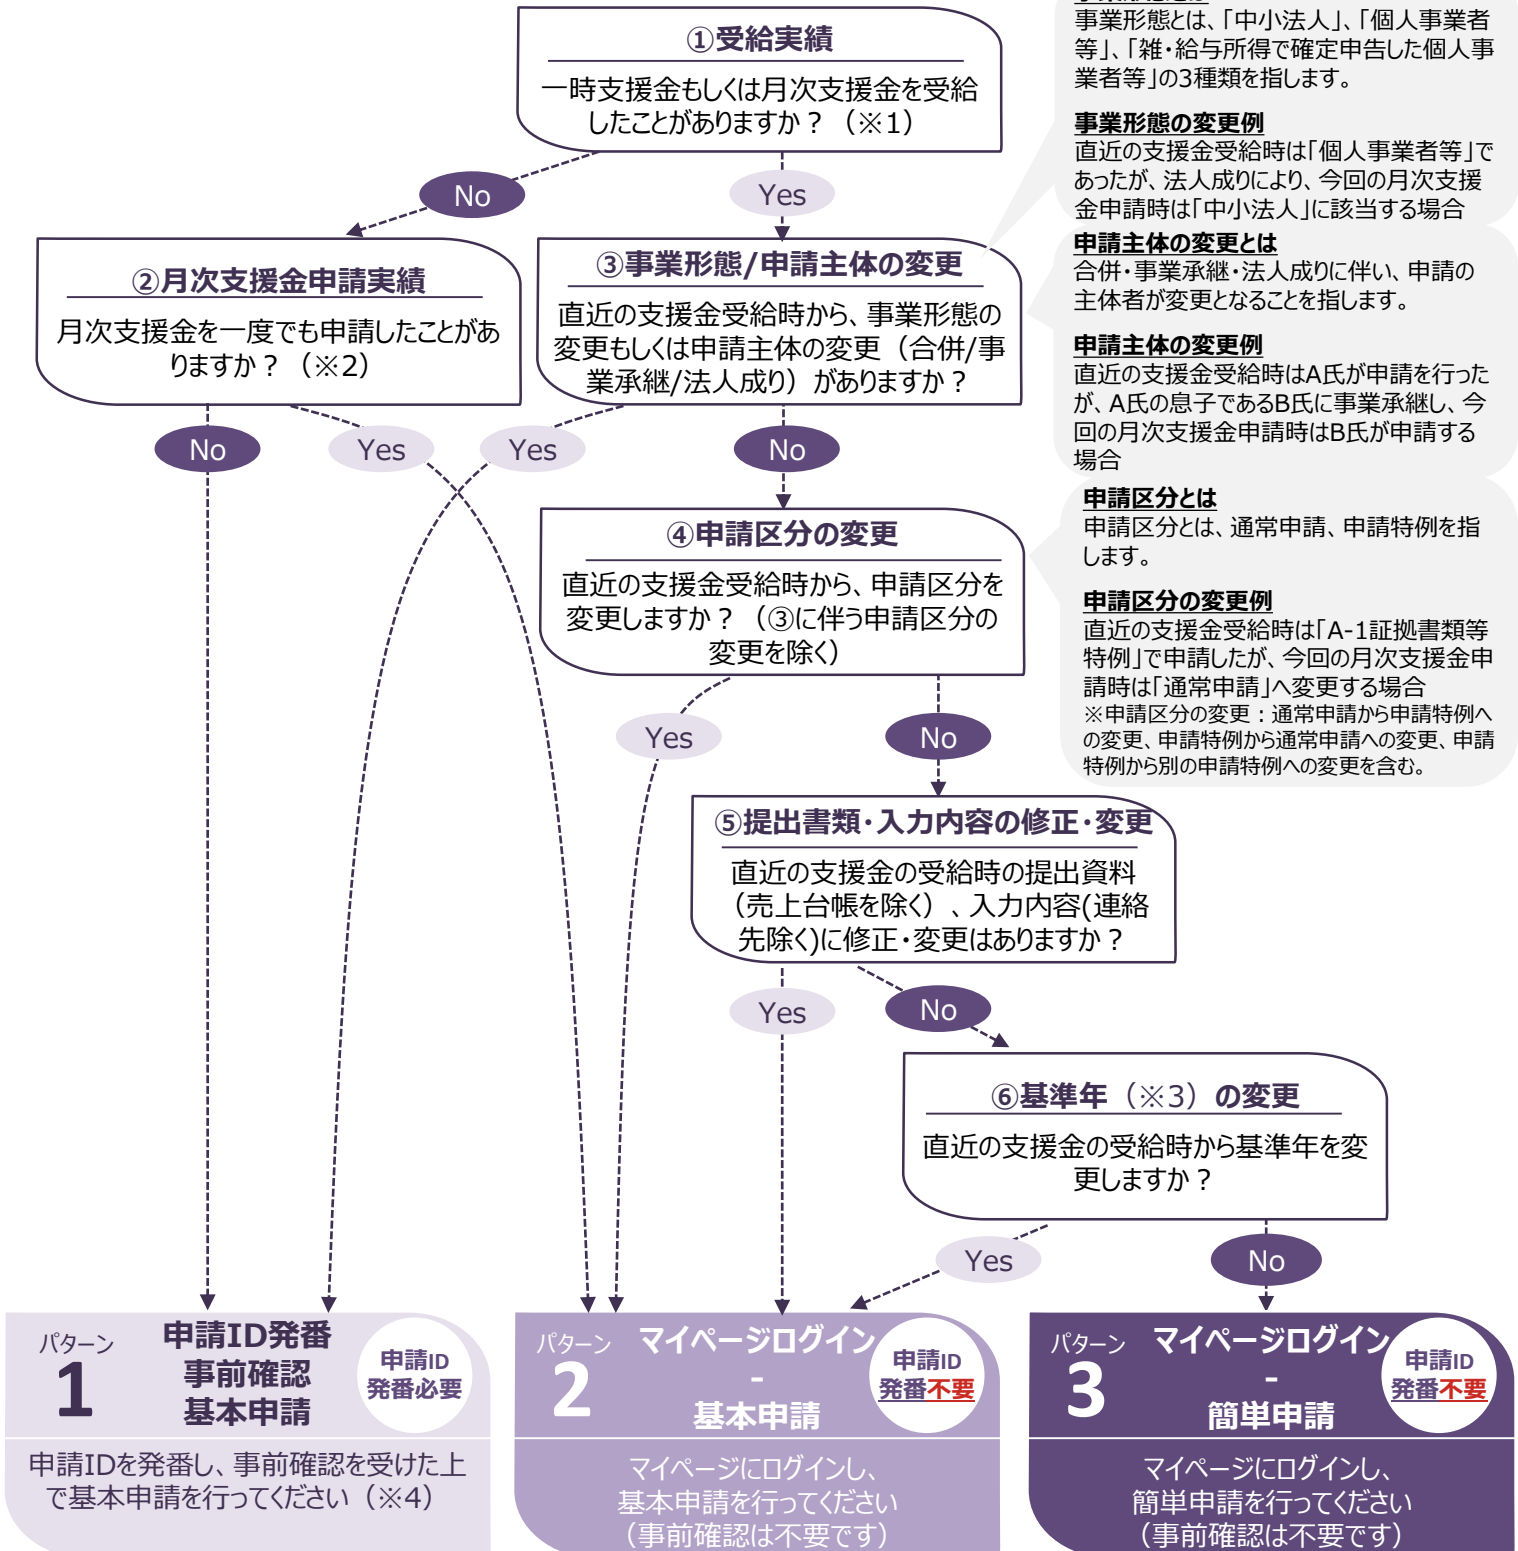 ①受給実績
一時支援金もしくは月次支援金を受給
したことがありますか？（※1）
No
Yes
②月次支援金申請実績
月次支援金を一度でも申請したことがあ
りますか？（※2）
③事業形態/申請主体の変更
直近の支援金受給時から、事業形態の
変更もしくは申請主体の変更（合併/事
業承継/法人成り）がありますか？
No
Yes
Yes
No
④申請区分の変更
直近の支援金受給時から、申請区分を
変更しますか？（③に伴う申請区分の
変更を除く）
Yes
No
⑤提出書類・入力内容の修正・変更
直近の支援金の受給時の提出資料
（売上台帳を除く）、入力内容(連絡
先除く)に修正・変更はありますか？
Yes
No
⑥基準年（※3）の変更
直近の支援金の受給時から基準年を変
更しますか？
Yes
No
事業形態とは、「中小法人」、「個人事業者
等」、「雑・給与所得で確定申告した個人事
業者等」の3種類を指します。
事業形態の変更例
直近の支援金受給時は「個人事業者等」で
あったが、法人成りにより、今回の月次支援
金申請時は「中小法人」に該当する場合
申請主体の変更とは
合併・事業承継・法人成りに伴い、申請の
主体者が変更となることを指します。
申請主体の変更例
直近の支援金受給時はA氏が申請を行った
が、A氏の息子であるB氏に事業承継し、今
回の月次支援金申請時はB氏が申請する
場合
申請区分とは
申請区分とは、通常申請、申請特例を指
します。
申請区分の変更例
直近の支援金受給時は「A-1証拠書類等
特例」で申請したが、今回の月次支援金申
請時は「通常申請」へ変更する場合
※申請区分の変更：通常申請から申請特例へ
の変更、申請特例から通常申請への変更、申請
特例から別の申請特例への変更を含む。
パターン
1
申請ID発番
事前確認
基本申請
申請ID
発番必要
申請IDを発番し、事前確認を受けた上
で基本申請を行ってください（※4）
パターン
2
マイページログイン
-
基本申請
申請ID
発番不要
マイページにログインし、
基本申請を行ってください
（事前確認は不要です）
パターン
3
マイページログイン
-
簡単申請
申請ID
発番不要
マイページにログインし、
簡単申請を行ってください
（事前確認は不要です）